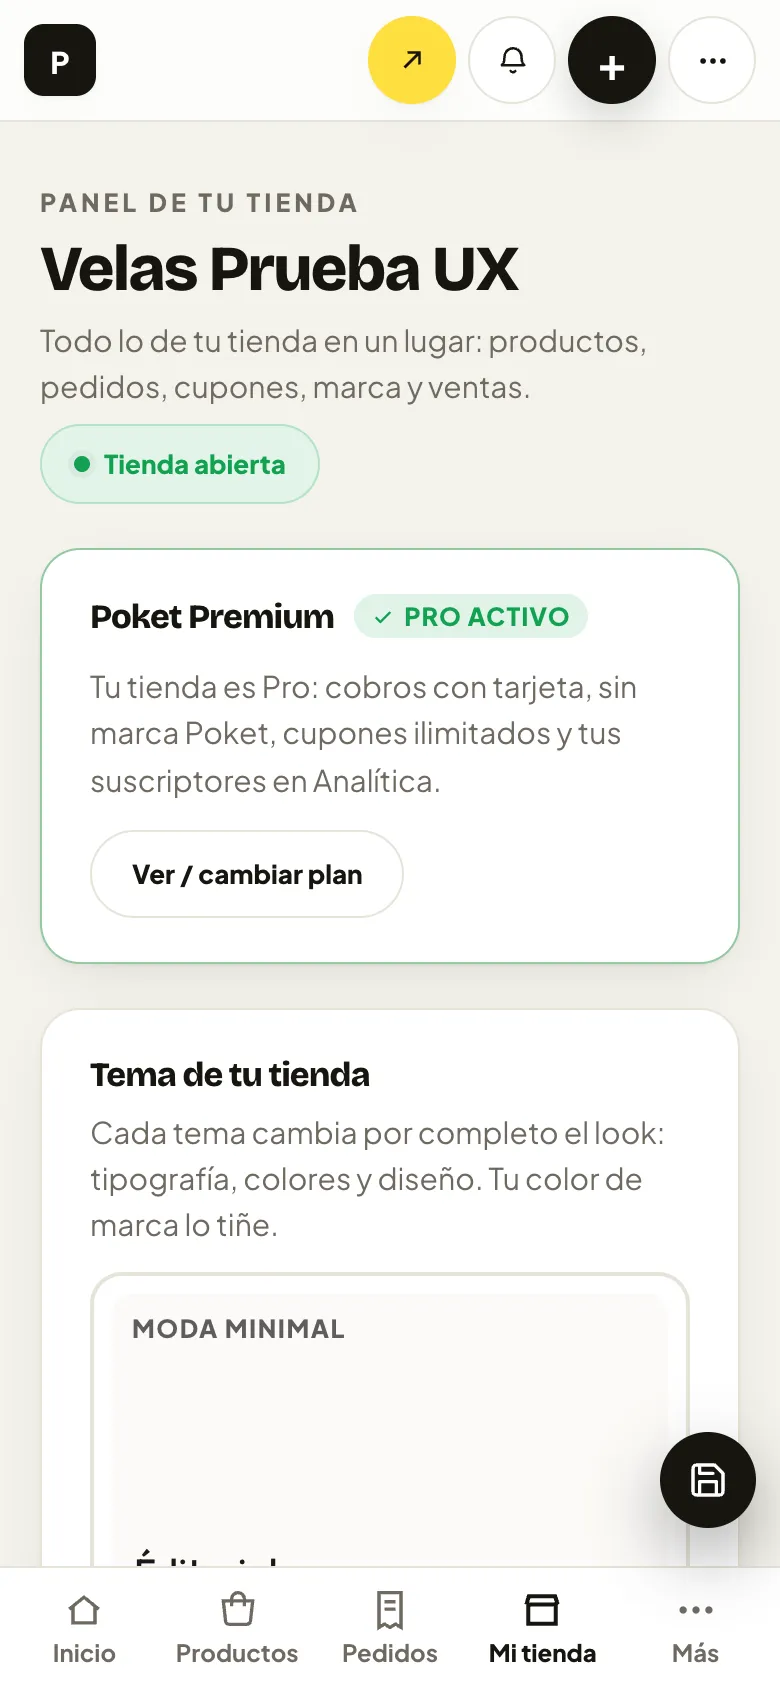 P
PANEL DE TU TIENDA
Velas Prueba UX
Todo lo de tu tienda en un lugar: productos,
pedidos, cupones, marca y ventas.
Tienda abierta
Poket Premium
PRO ACTIVO
Tu tienda es Pro: cobros con tarjeta, sin
marca Poket, cupones ilimitados y tus
suscriptores en Analítica.
Ver / cambiar plan
Tema de tu tienda
Cada tema cambia por completo el look:
tipografía, colores y diseño. Tu color de
marca lo tiñe.
MODA MINIMAL
Inicio
Productos
Pedidos
Mi tienda
Más